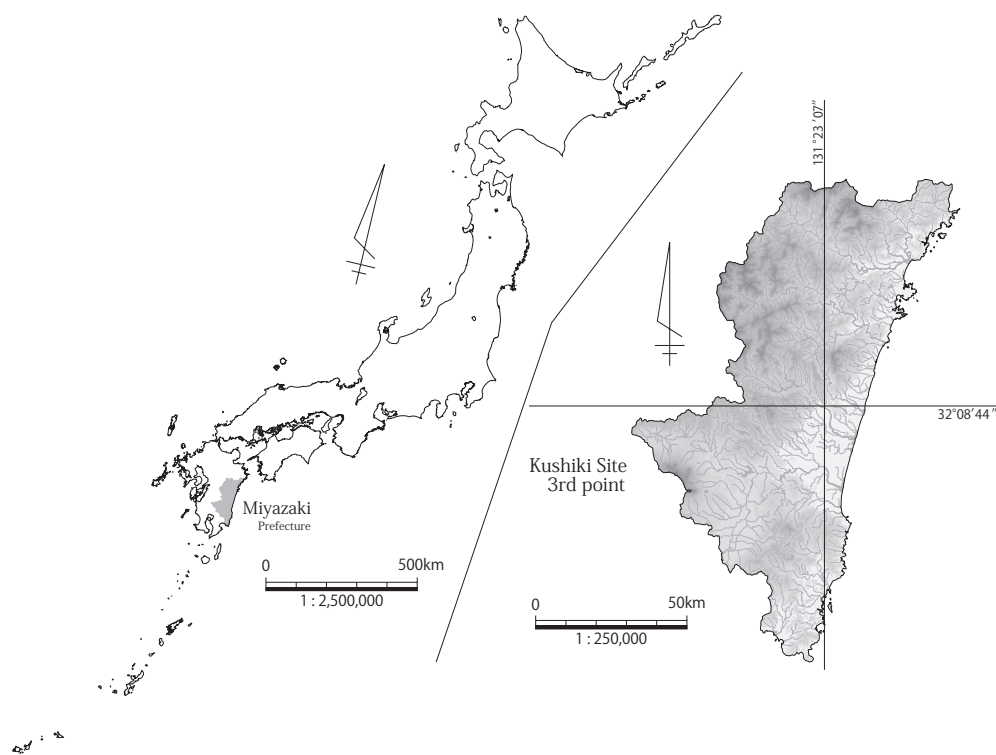 131 °23 ′07″
32°08′44″
Kushiki Site
3rd point
Miyazaki
Prefecture
0 500km
1 : 2,500,000
0 50km
1 : 250,000